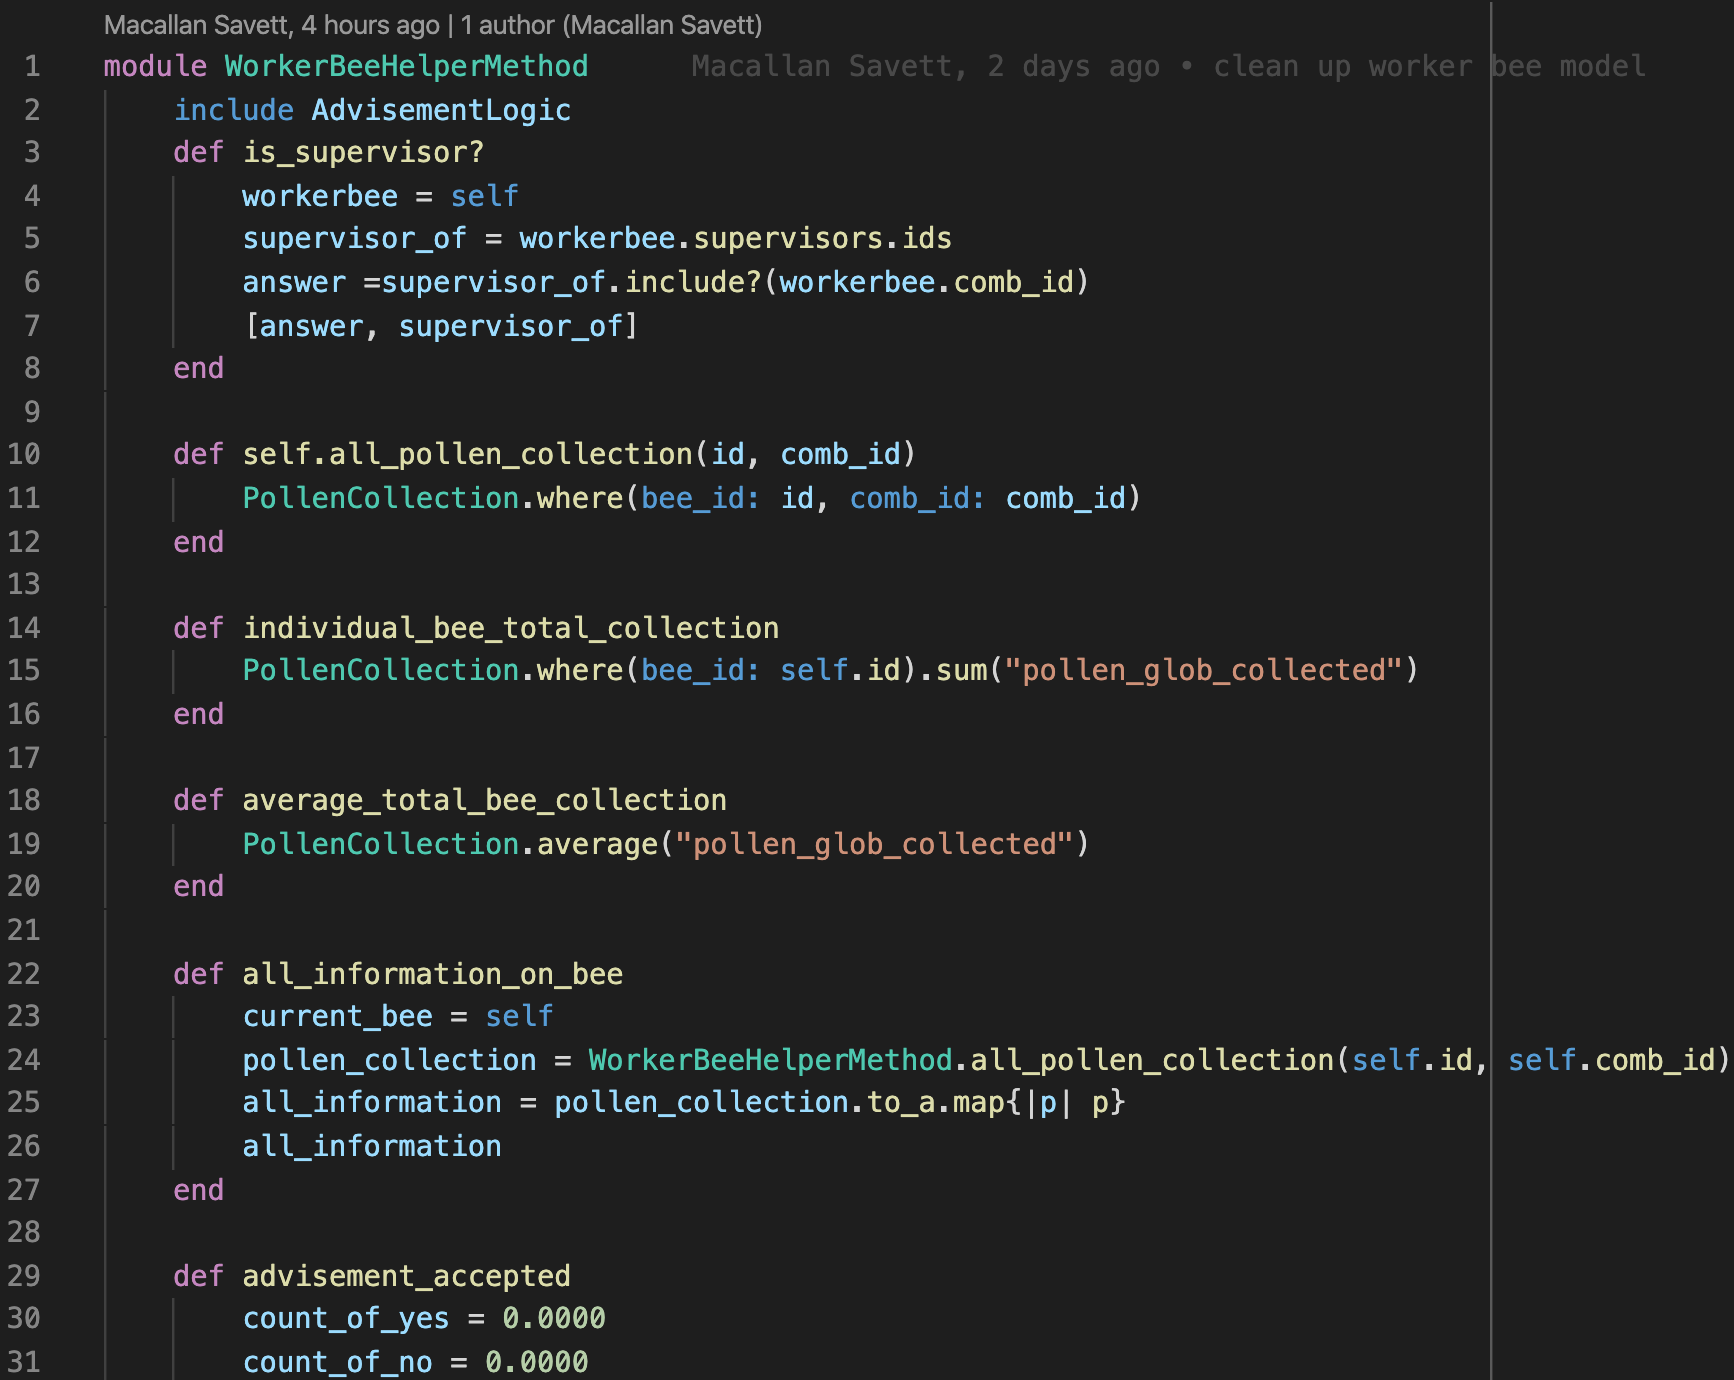 Macallan Savett, 4 hours ago | 1 author (Macallan Savett)
1 module WorkerBeeHelperMethod Macallan Savett, 2 days ago • clean up worker bee model
2 include AdvisementLogic
3 def is_supervisor?
4 workerbee = self
5 supervisor_of = workerbee.supervisors.ids
6 answer =supervisor_of.include?(workerbee.comb_id)
7 [answer, supervisor_of]
8 end
9
10 def self.all_pollen_collection(id, comb_id)
11 PollenCollection.where(bee_id: id, comb_id: comb_id)
12 end
13
14 def individual_bee_total_collection
15 PollenCollection.where(bee_id: self.id).sum("pollen_glob_collected")
16 end
17
18 def average_total_bee_collection
19 PollenCollection.average("pollen_glob_collected")
20 end
21
22 def all_information_on_bee
23 current_bee = self
24 pollen_collection = WorkerBeeHelperMethod.all_pollen_collection(self.id, self.comb_id)
25 all_information = pollen_collection.to_a.map{|p| p}
26 all_information
27 end
28
29 def advisement_accepted
30 count_of_yes = 0.0000
31 count_of_no = 0.0000